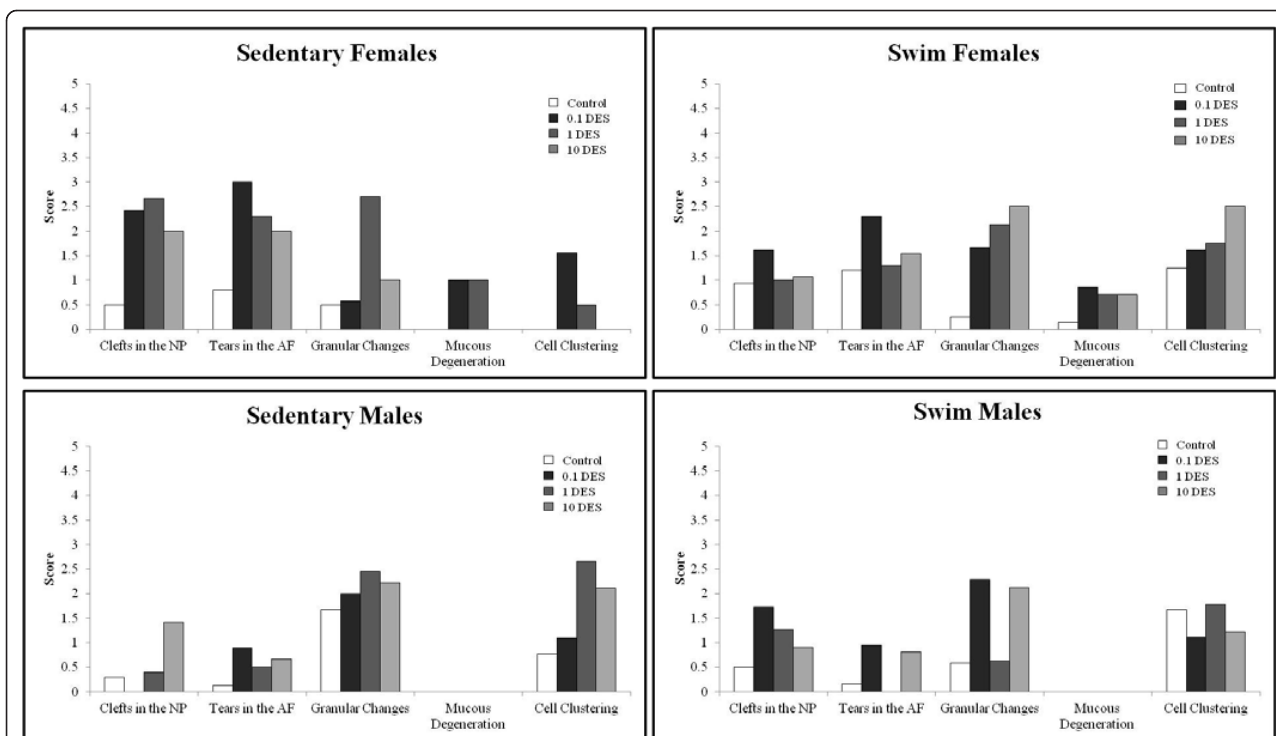 Sedentary Females
5
4.5
4
3.5
3
2.5
2
1.5
1
0.5
0
Score
Control
0.1 DES
1 DES
10 DES
Clefts in the NP Tears in the AF Granular Changes Mucous Degeneration Cell Clustering
Swim Females
5
4.5
4
3.5
3
2.5
2
1.5
1
0.5
0
Score
Control
0.1 DES
1 DES
10 DES
Clefts in the NP Tears in the AF Granular Changes Mucous Degeneration Cell Clustering
Sedentary Males
5
4.5
4
3.5
3
2.5
2
1.5
1
0.5
0
Score
Control
0.1 DES
1 DES
10 DES
Clefts in the NP Tears in the AF Granular Changes Mucous Degeneration Cell Clustering
Swim Males
5
4.5
4
3.5
3
2.5
2
1.5
1
0.5
0
Score
Control
0.1 DES
1 DES
10 DES
Clefts in the NP Tears in the AF Granular Changes Mucous Degeneration Cell Clustering